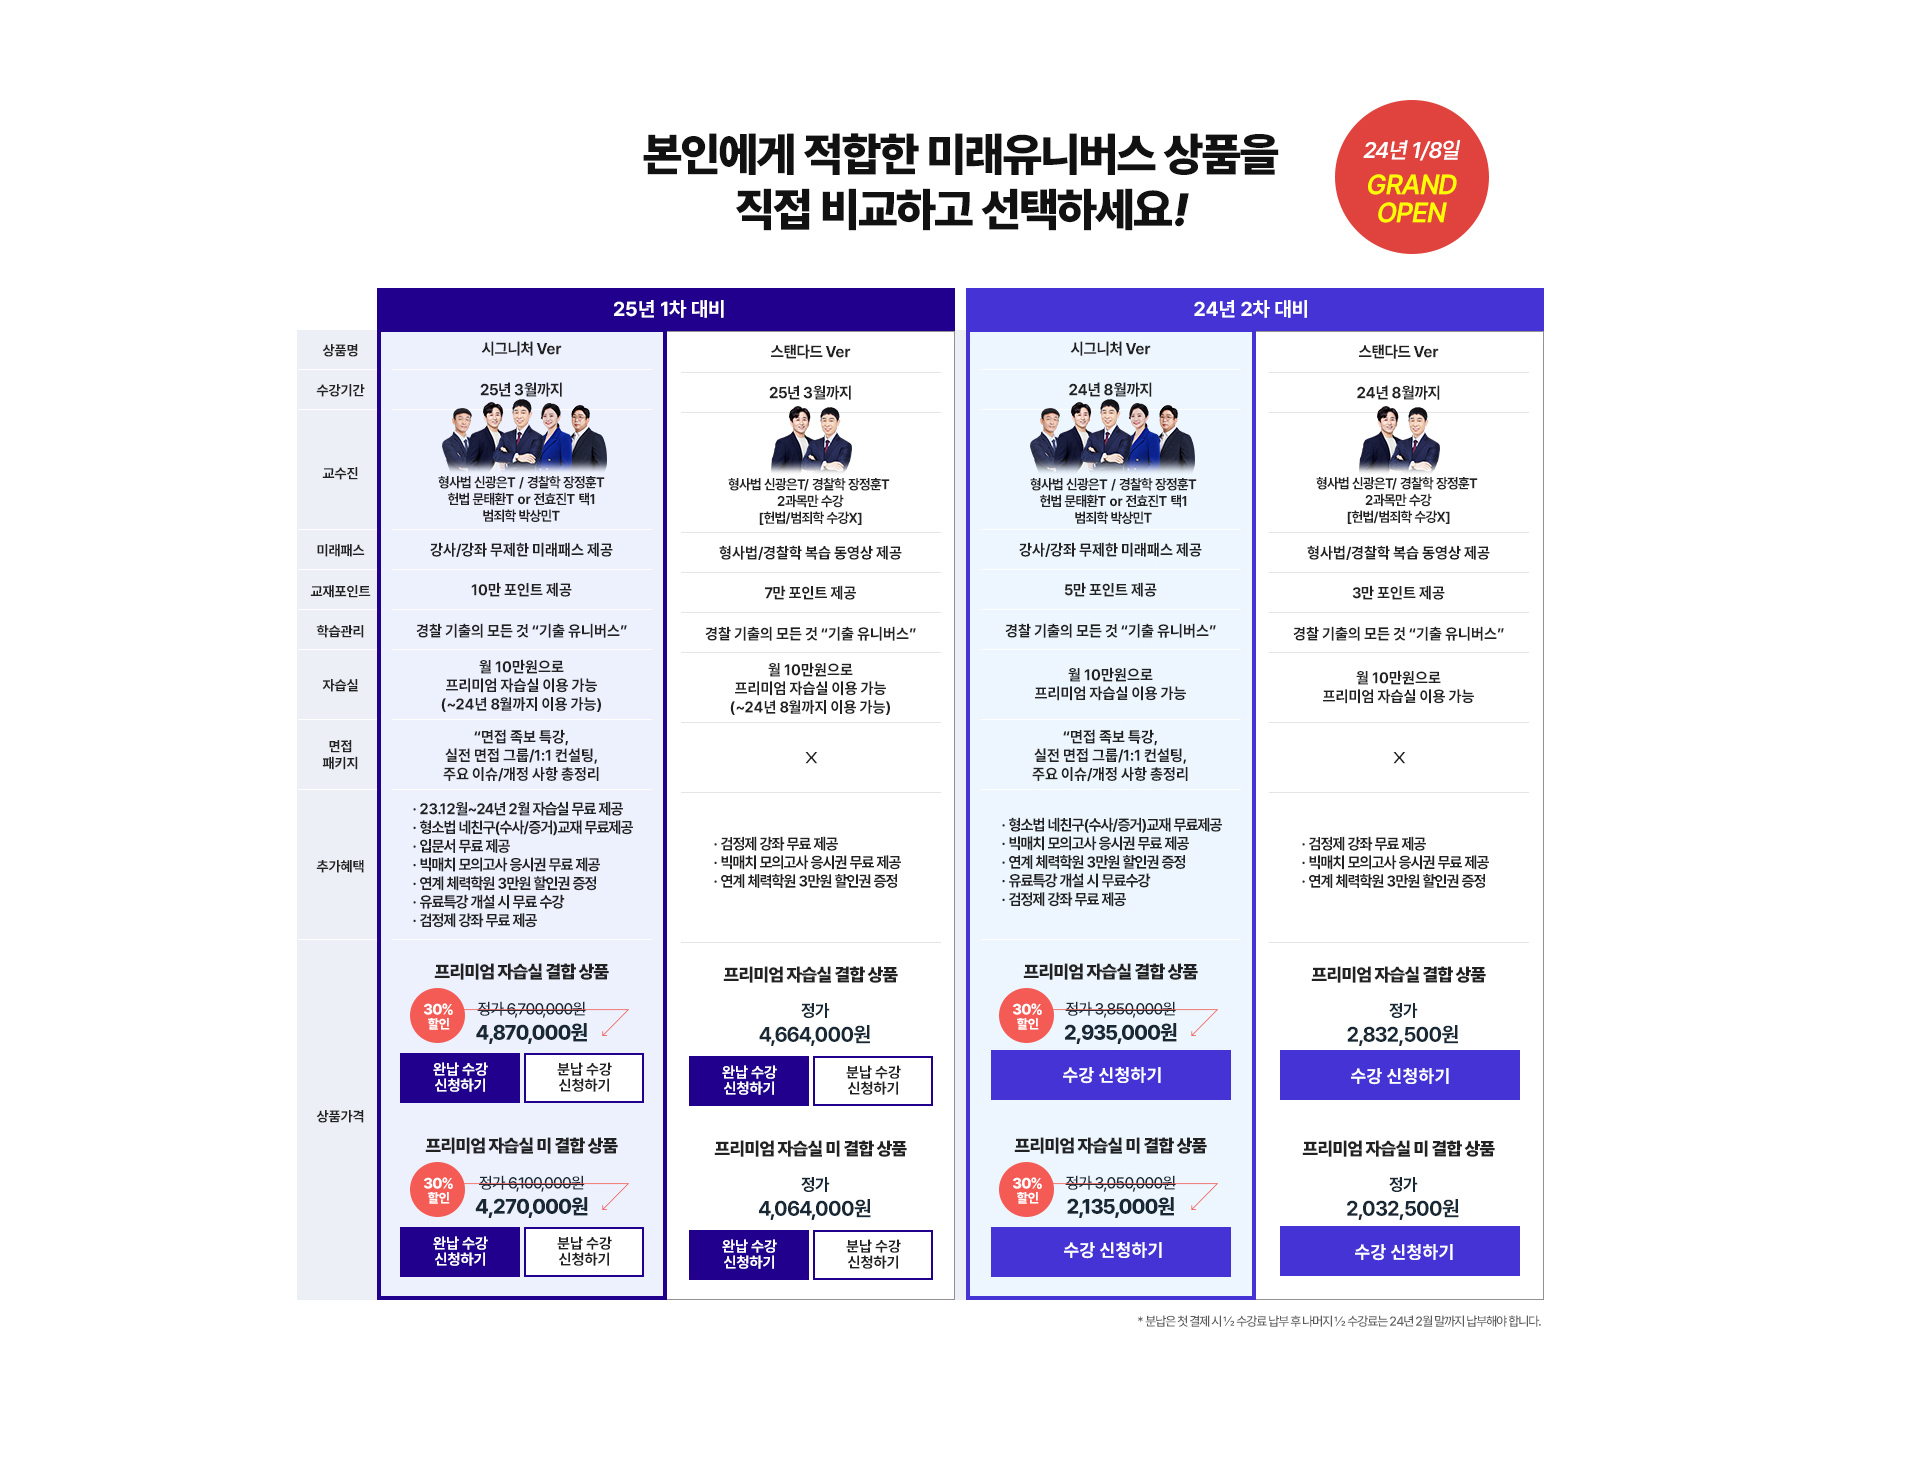 본인에게 적합한 미래유니버스 상품을
직접 비교하고 선택하세요!
24년 1/8일
GRAND
OPEN
25년 1차 대비
24년 2차 대비
상품명
시그니처 Ver
스탠다드 Ver
시그니처 Ver
스탠다드 Ver
수강기간
25년 3월까지
25년 3월까지
24년 8월까지
24년 8월까지
교수진
형사법 신광은T / 경찰학 장정훈T
헌법 문태환T or 전효진T 택1
범죄학 박상민T
형사법 신광은T/ 경찰학 장정훈T
2과목만 수강
[헌법/범죄학 수강X]
형사법 신광은T / 경찰학 장정훈T
헌법 문태환T or 전효진T 택1
범죄학 박상민T
형사법 신광은T/ 경찰학 장정훈T
2과목만 수강
[헌법/범죄학 수강X]
미래패스
강사/강좌 무제한 미래패스 제공
형사법/경찰학 복습 동영상 제공
강사/강좌 무제한 미래패스 제공
형사법/경찰학 복습 동영상 제공
교재포인트
10만 포인트 제공
7만 포인트 제공
5만 포인트 제공
3만 포인트 제공
학습관리
경찰 기출의 모든 것 “기출 유니버스”
경찰 기출의 모든 것 “기출 유니버스”
경찰 기출의 모든 것 “기출 유니버스”
경찰 기출의 모든 것 “기출 유니버스”
자습실
월 10만원으로
프리미엄 자습실 이용 가능
(~24년 8월까지 이용 가능)
월 10만원으로
프리미엄 자습실 이용 가능
(~24년 8월까지 이용 가능)
월 10만원으로
프리미엄 자습실 이용 가능
월 10만원으로
프리미엄 자습실 이용 가능
면접
패키지
“면접 족보 특강,
실전 면접 그룹/1:1 컨설팅,
주요 이슈/개정 사항 총정리
X
“면접 족보 특강,
실전 면접 그룹/1:1 컨설팅,
주요 이슈/개정 사항 총정리
X
추가혜택
· 23.12월~24년 2월 자습실 무료 제공
· 형소법 네친구(수사/증거)교재 무료제공
· 입문서 무료 제공
· 빅매치 모의고사 응시권 무료 제공
· 연계 체력학원 3만원 할인권 증정
· 유료특강 개설 시 무료 수강
· 검정제 강좌 무료 제공
· 검정제 강좌 무료 제공
· 빅매치 모의고사 응시권 무료 제공
· 연계 체력학원 3만원 할인권 증정
· 형소법 네친구(수사/증거)교재 무료제공
· 빅매치 모의고사 응시권 무료 제공
· 연계 체력학원 3만원 할인권 증정
· 유료특강 개설 시 무료수강
· 검정제 강좌 무료 제공
· 검정제 강좌 무료 제공
· 빅매치 모의고사 응시권 무료 제공
· 연계 체력학원 3만원 할인권 증정
상품가격
프리미엄 자습실 결합 상품
30%
할인
정가 6,700,000원
4,870,000원
완납 수강
신청하기
분납 수강
신청하기
프리미엄 자습실 결합 상품
정가
4,664,000원
완납 수강
신청하기
분납 수강
신청하기
프리미엄 자습실 결합 상품
30%
할인
정가 3,850,000원
2,935,000원
수강 신청하기
프리미엄 자습실 결합 상품
정가
2,832,500원
수강 신청하기
프리미엄 자습실 미 결합 상품
30%
할인
정가 6,100,000원
4,270,000원
완납 수강
신청하기
분납 수강
신청하기
프리미엄 자습실 미 결합 상품
정가
4,064,000원
완납 수강
신청하기
분납 수강
신청하기
프리미엄 자습실 미 결합 상품
30%
할인
정가 3,050,000원
2,135,000원
수강 신청하기
프리미엄 자습실 미 결합 상품
정가
2,032,500원
수강 신청하기
* 분납은 첫 결제 시 ½ 수강료 납부 후 나머지 ½ 수강료는 24년 2월 말까지 납부해야 합니다.